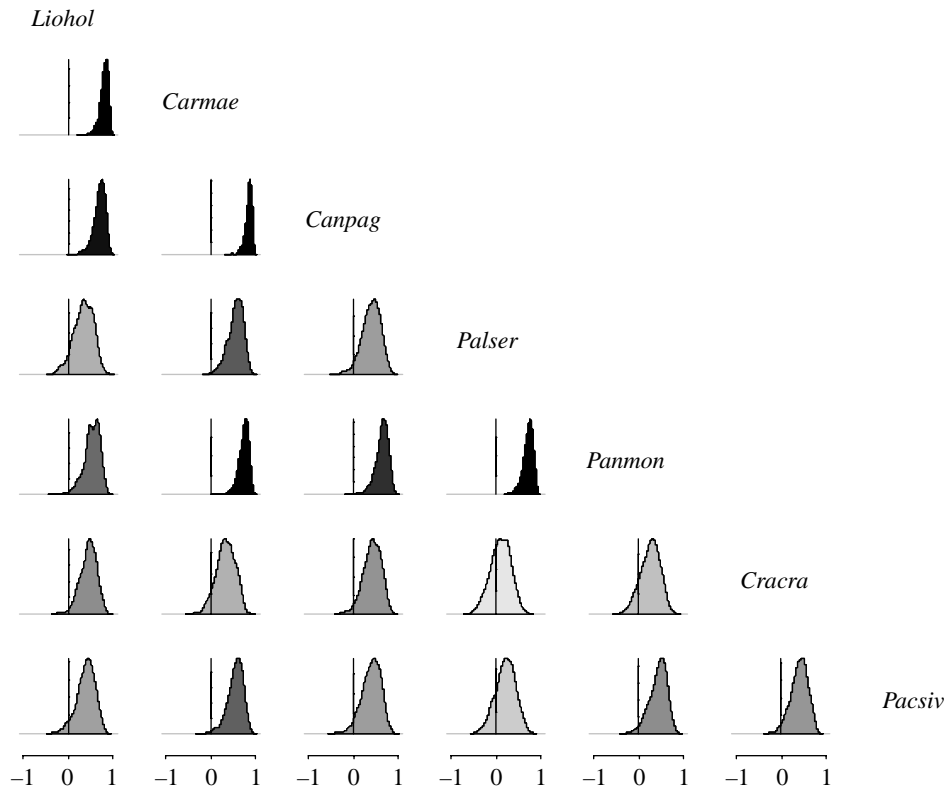 Liohol
Carmae
Canpag
Palser
Panmon
Cracra
Pacsiv
–1 0 1 –1 0 1 –1 0 1 –1 0 1 –1 0 1 –1 0 1